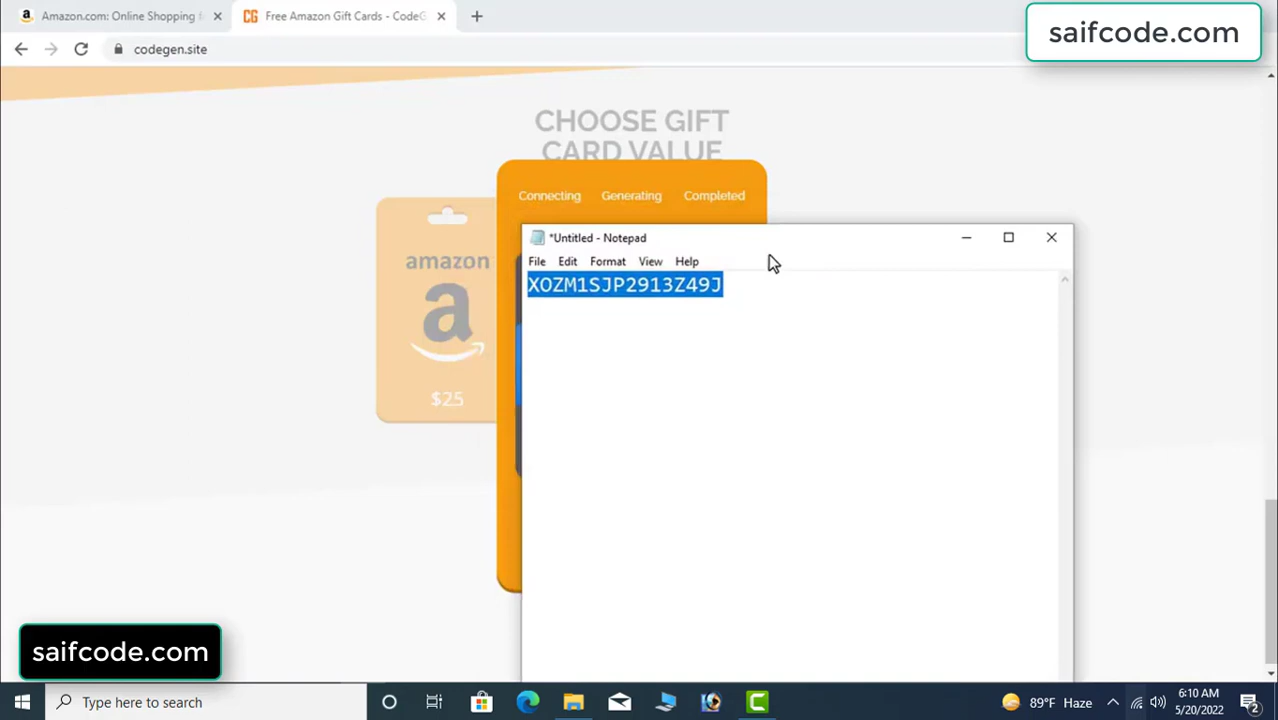 Amazon.com: Online Shopping f
Free Amazon Gift Cards - CodeG
codegen.site
saifcode.com
CHOOSE GIFT
CARD VALUE
Connecting Generating Completed
*Untitled - Notepad
File Edit Format View Help
XOZM1SJP2913Z49J
amazon
a
$25
saifcode.com
Type here to search
89°F Haze
6:10 AM
5/20/2022
2